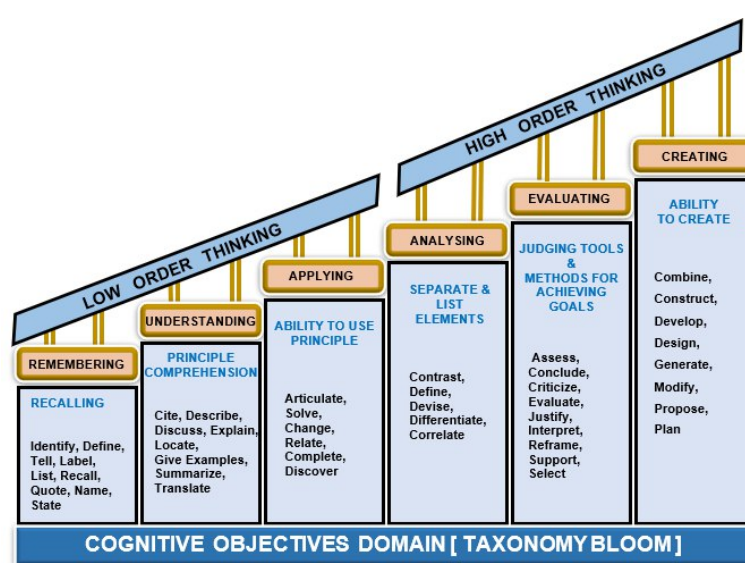 HIGH ORDER THINKING
LOW ORDER THINKING
REMEMBERING
RECALLING
Identify, Define,
Tell, Label,
List, Recall,
Quote, Name,
State
UNDERSTANDING
PRINCIPLE
COMPREHENSION
Cite, Describe,
Discuss, Explain,
Locate,
Give Examples,
Summarize,
Translate
APPLYING
ABILITY TO USE
PRINCIPLE
Articulate,
Solve,
Change,
Relate,
Complete,
Discover
ANALYSING
SEPARATE &
LIST
ELEMENTS
Contrast,
Define,
Devise,
Differentiate,
Correlate
EVALUATING
JUDGING TOOLS
&
METHODS FOR
ACHIEVING
GOALS
Assess,
Conclude,
Criticize,
Evaluate,
Justify,
Interpret,
Reframe,
Support,
Select
CREATING
ABILITY
TO CREATE
Combine,
Construct,
Develop,
Design,
Generate,
Modify,
Propose,
Plan
COGNITIVE OBJECTIVES DOMAIN [ TAXONOMY BLOOM ]